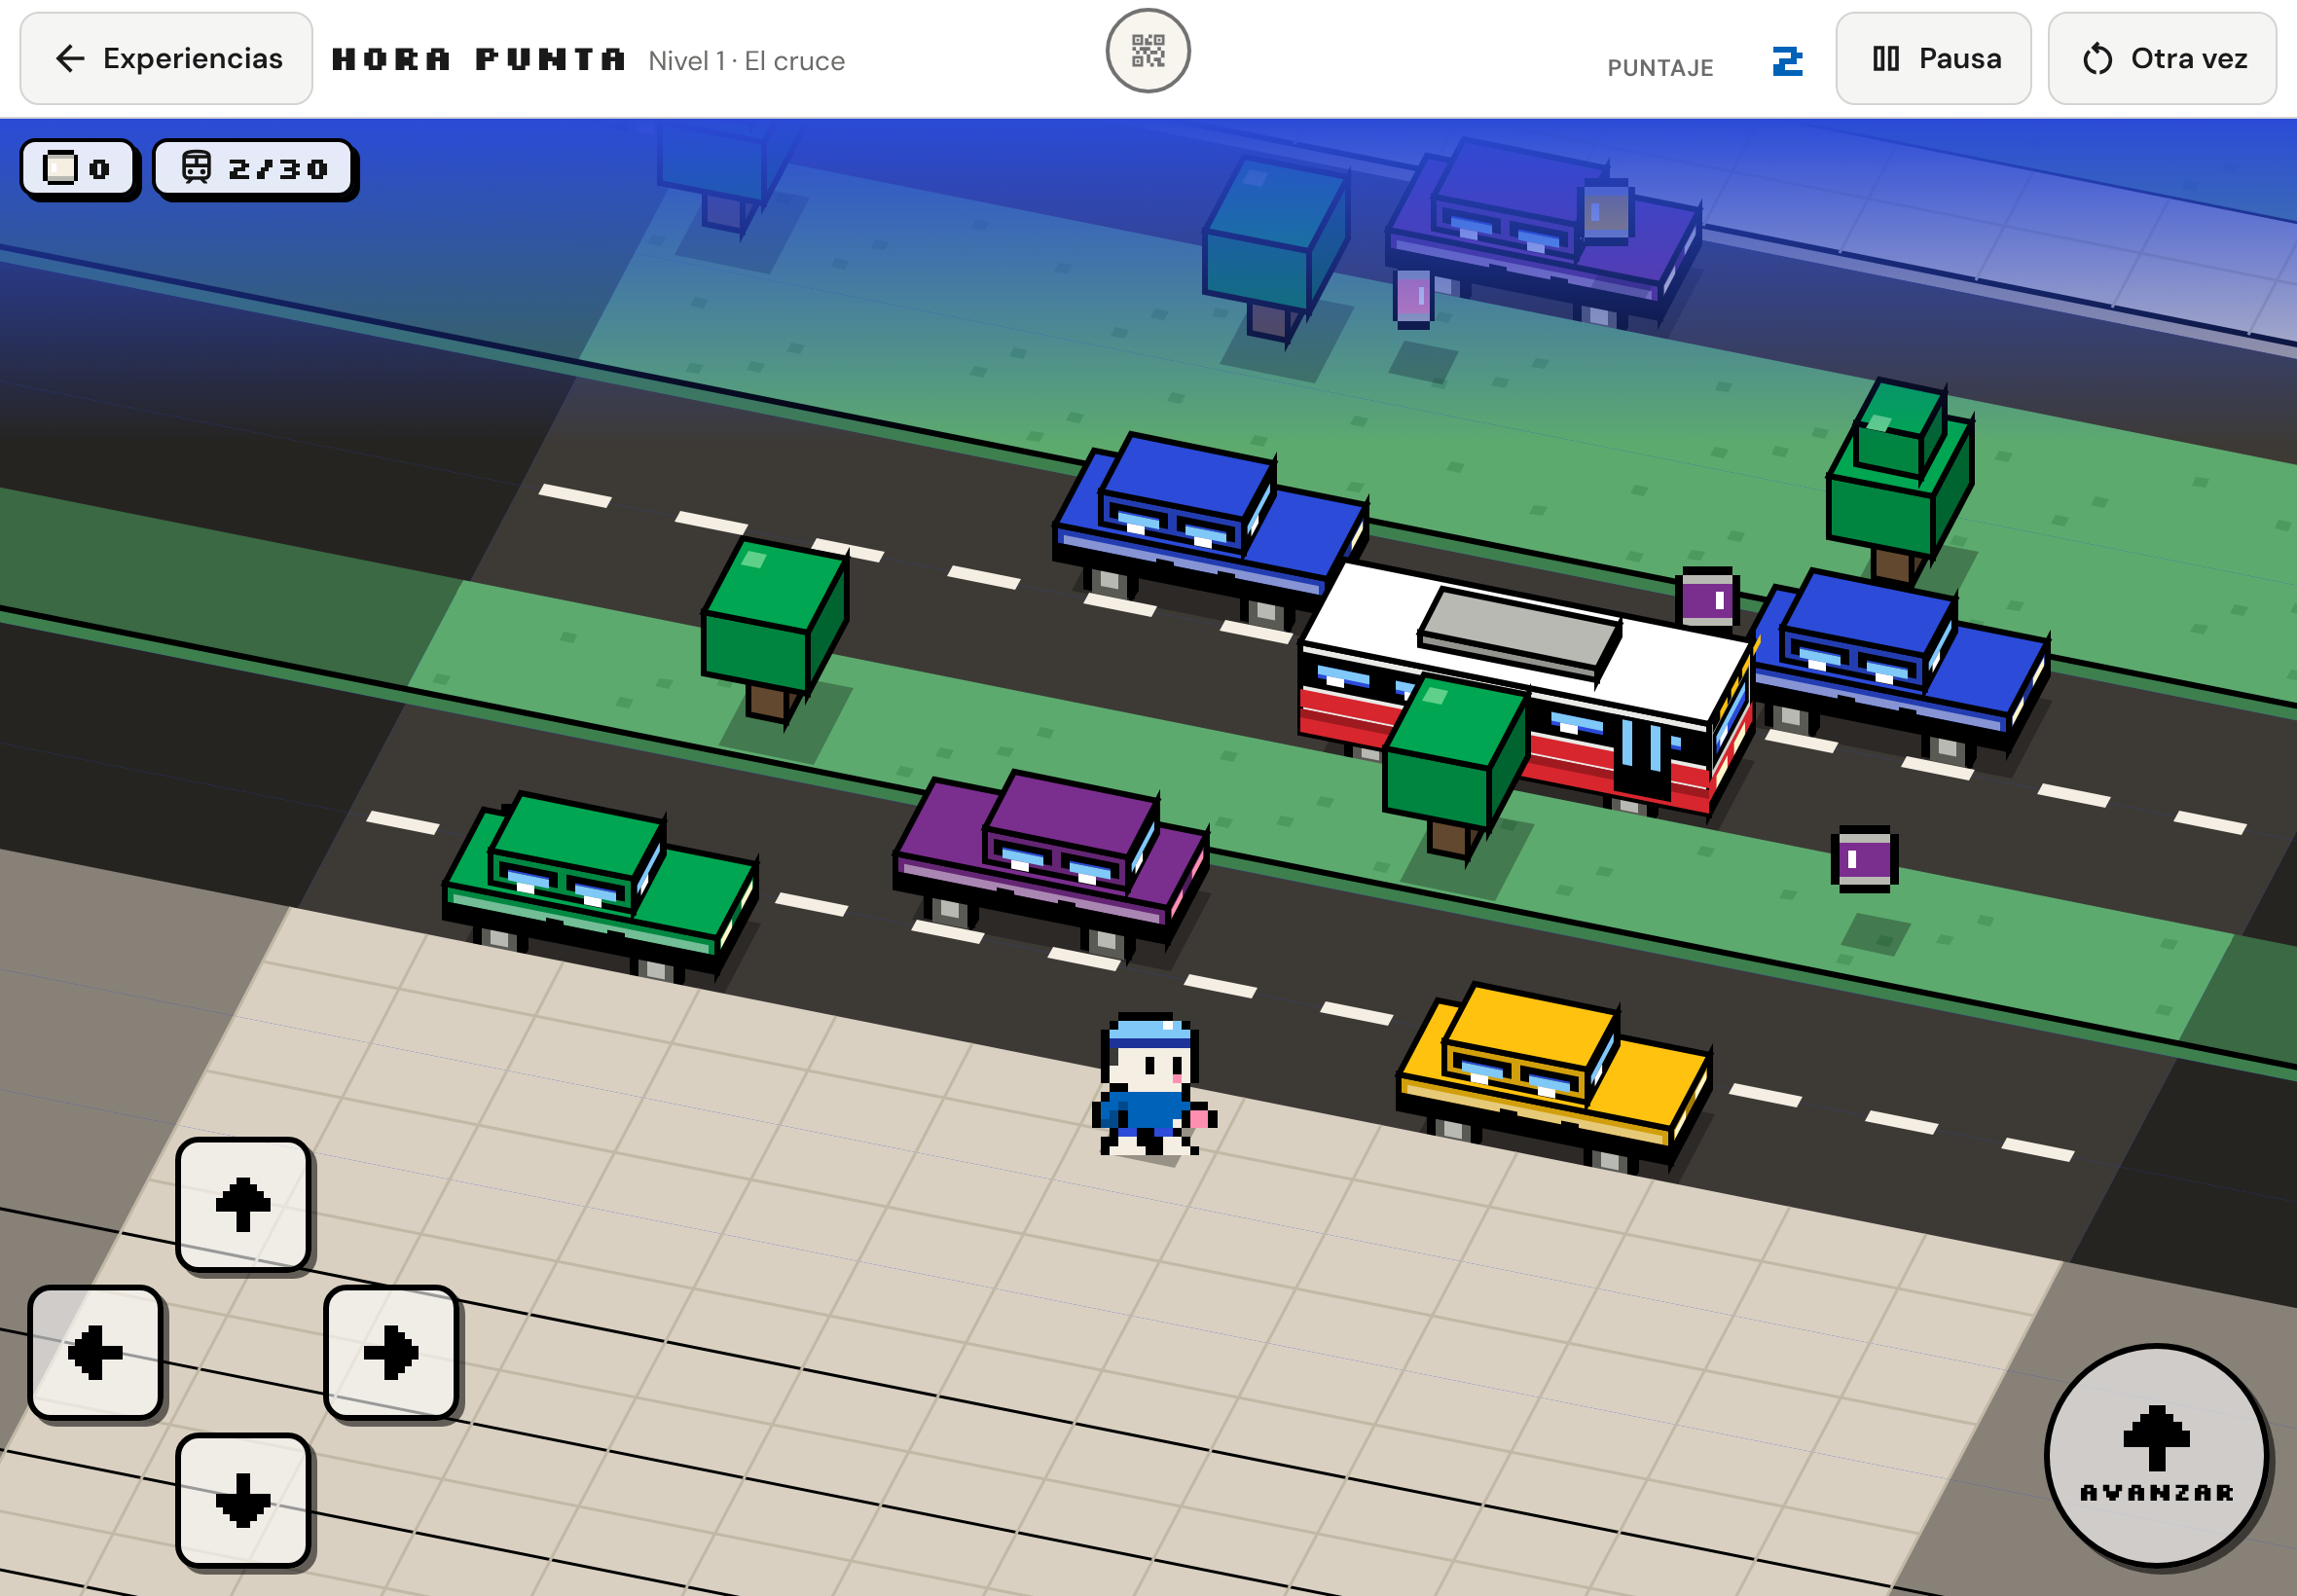 Experiencias
HORA PUNTA
Nivel 1 · El cruce
PUNTAJE 2
Pausa
Otra vez
0
2/30
AVANZAR